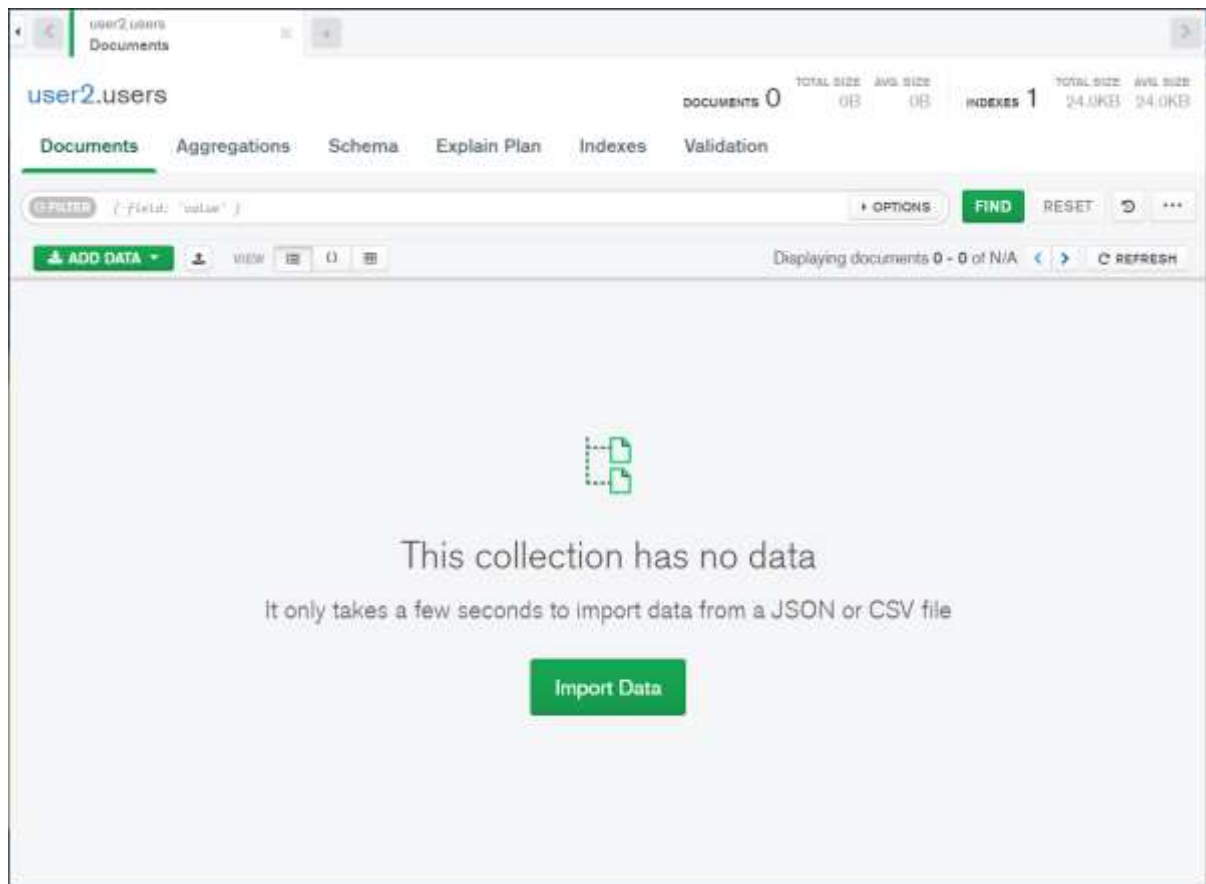 user2.users
Documents
user2.users
DOCUMENTS 0
TOTAL SIZE AVG. SIZE
0B 0B
INDEXES 1
TOTAL SIZE AVG. SIZE
24.0KB 24.0KB
Documents Aggregations Schema Explain Plan Indexes Validation
FILTER { field: 'value' } OPTIONS FIND RESET
ADD DATA VIEW {} Displaying documents 0 - 0 of N/A < > REFRESH
This collection has no data
It only takes a few seconds to import data from a JSON or CSV file
Import Data